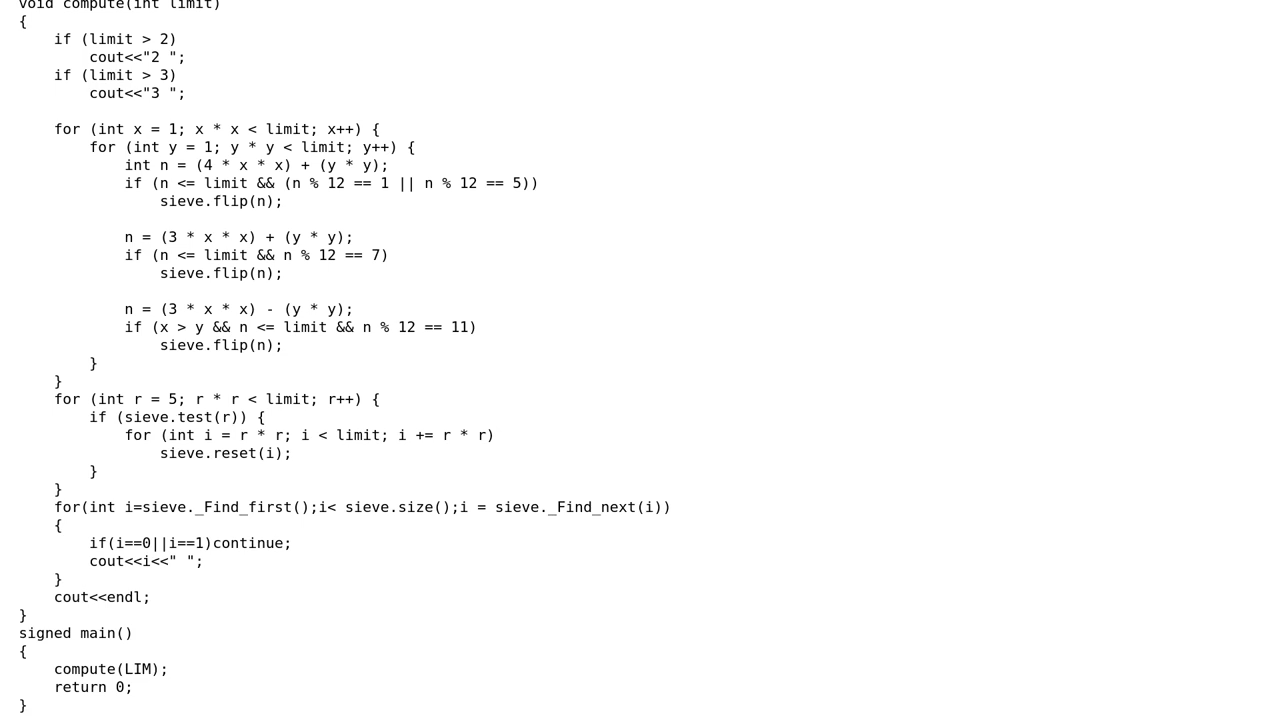 void compute(int limit)
{
    if (limit > 2)
        cout<<"2 ";
    if (limit > 3)
        cout<<"3 ";

    for (int x = 1; x * x < limit; x++) {
        for (int y = 1; y * y < limit; y++) {
            int n = (4 * x * x) + (y * y);
            if (n <= limit && (n % 12 == 1 || n % 12 == 5))
                sieve.flip(n);

            n = (3 * x * x) + (y * y);
            if (n <= limit && n % 12 == 7)
                sieve.flip(n);

            n = (3 * x * x) - (y * y);
            if (x > y && n <= limit && n % 12 == 11)
                sieve.flip(n);
        }
    }
    for (int r = 5; r * r < limit; r++) {
        if (sieve.test(r)) {
            for (int i = r * r; i < limit; i += r * r)
                sieve.reset(i);
        }
    }
    for(int i=sieve._Find_first();i< sieve.size();i = sieve._Find_next(i))
    {
        if(i==0||i==1)continue;
        cout<<i<<" ";
    }
    cout<<endl;
}
signed main()
{
    compute(LIM);
    return 0;
}